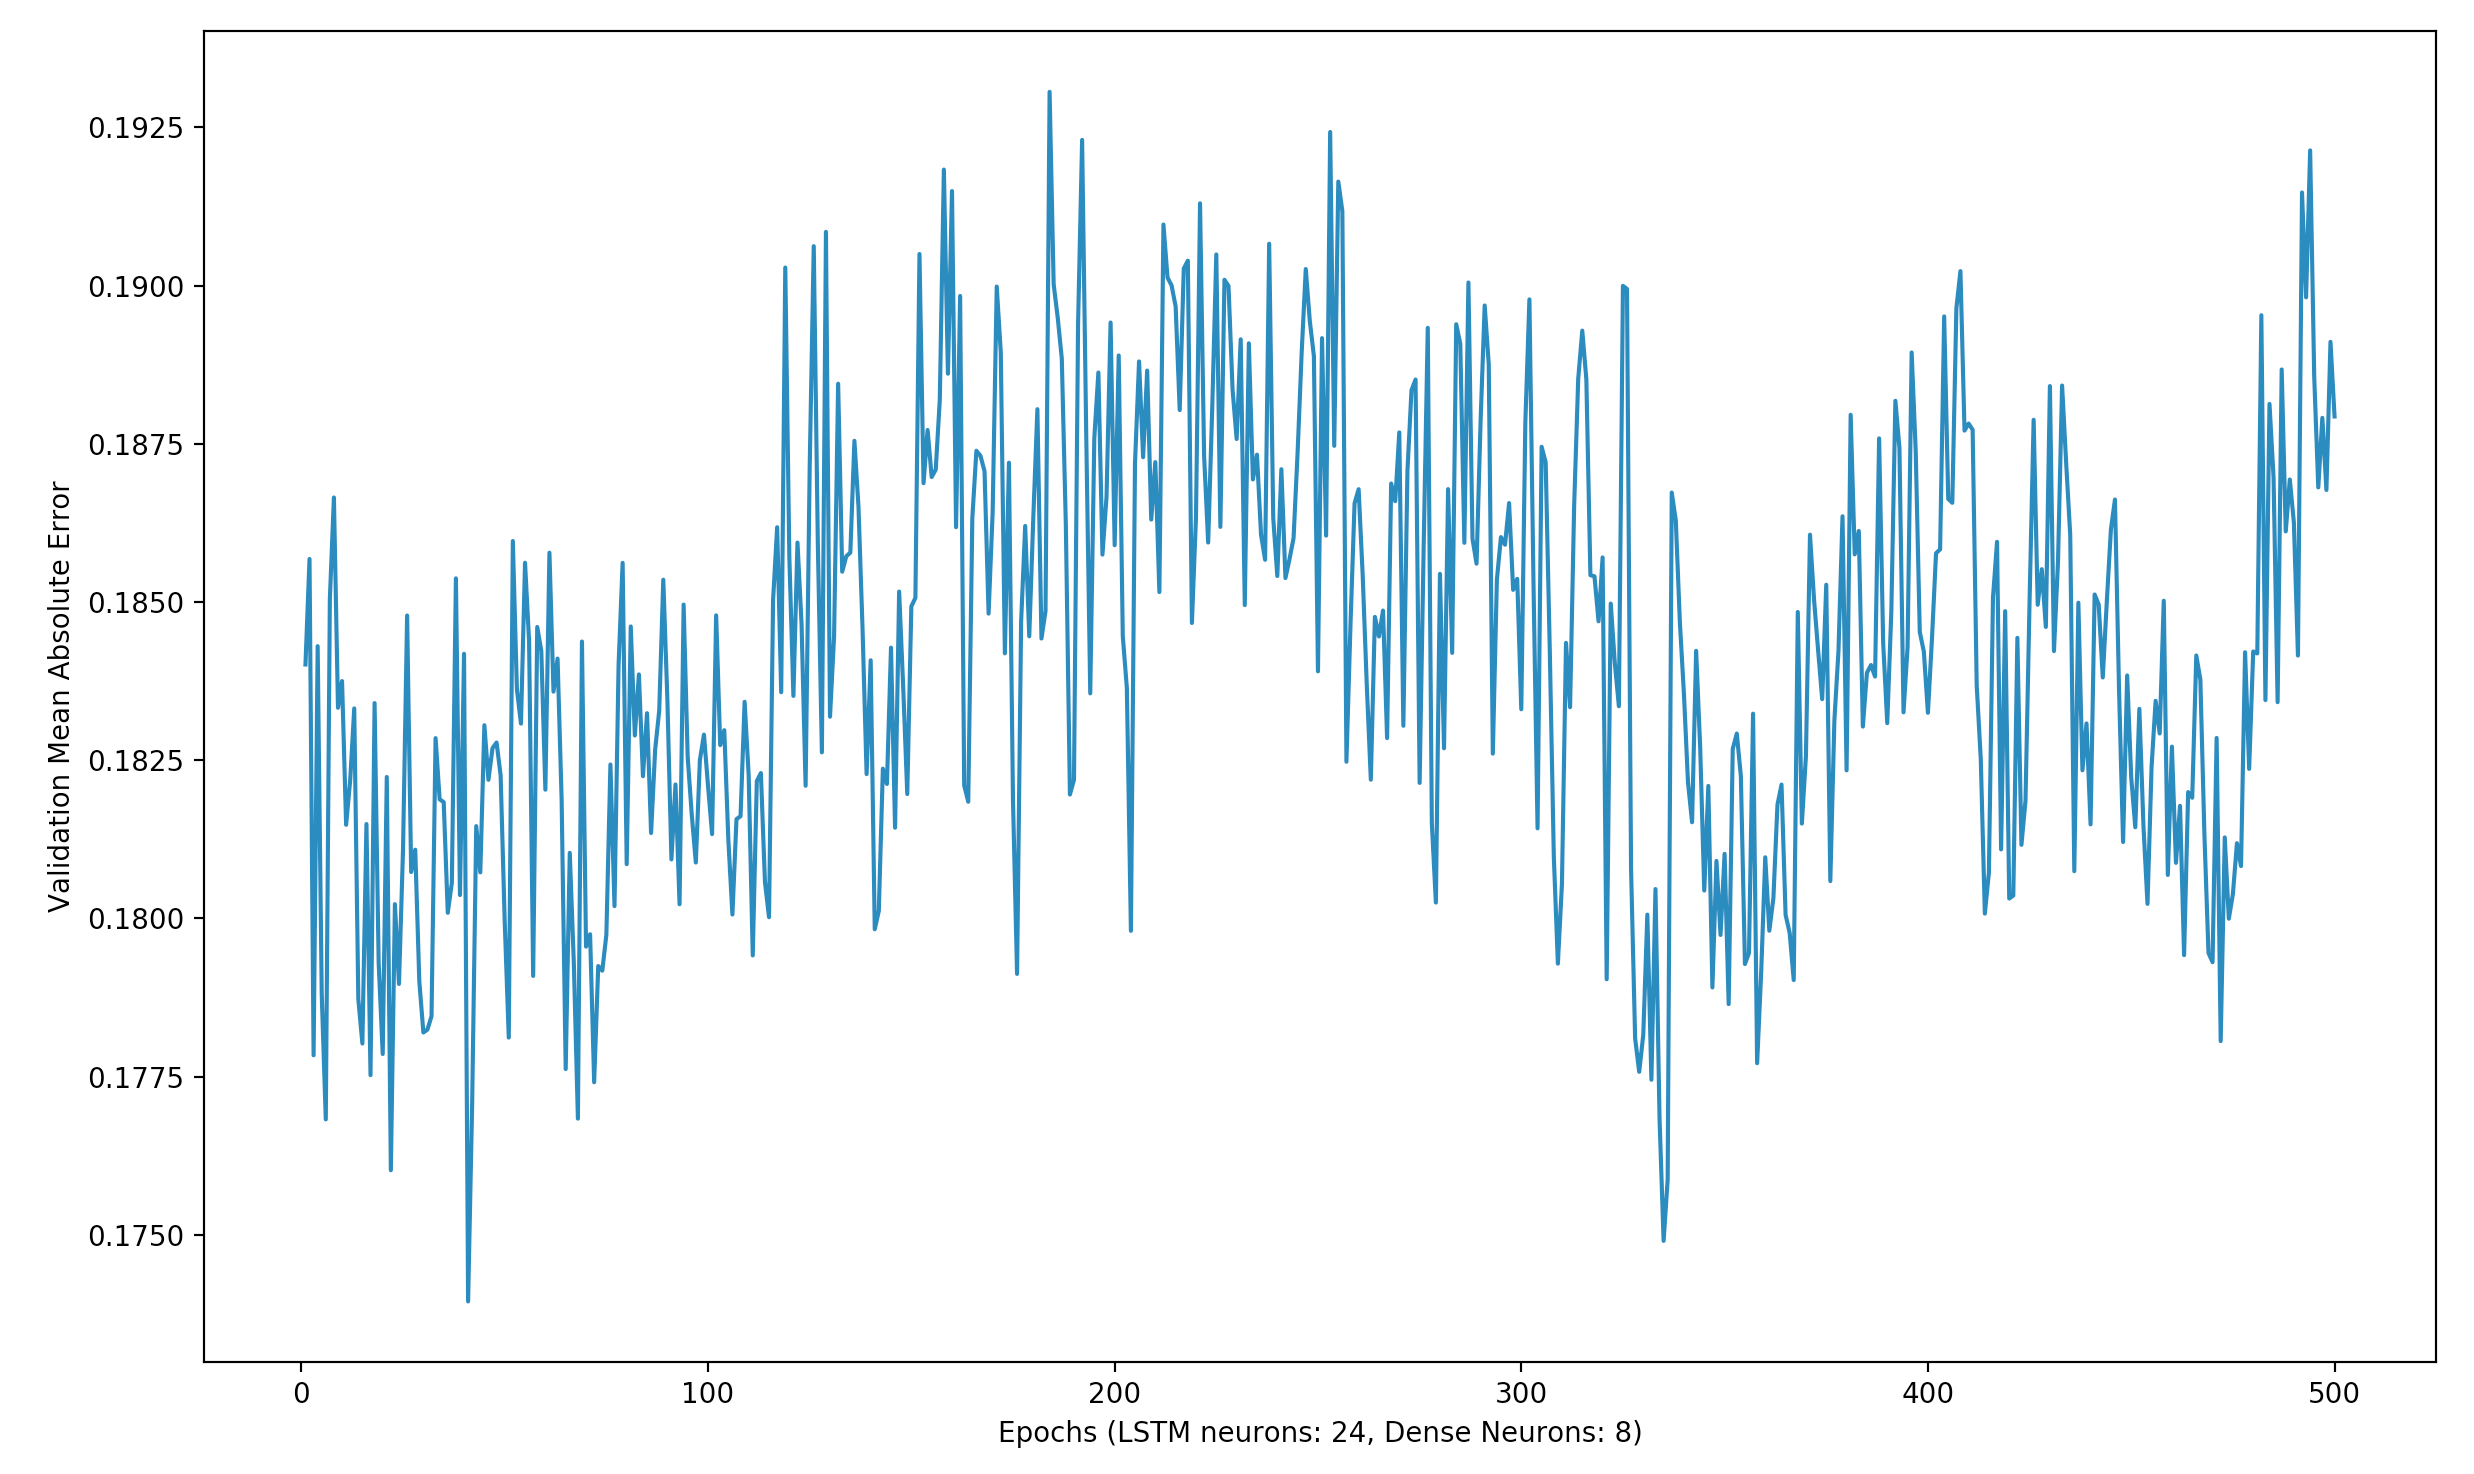 0.1925
0.1900
0.1875
0.1850
0.1825
0.1800
0.1775
0.1750
Validation Mean Absolute Error
0 100 200 300 400 500
Epochs (LSTM neurons: 24, Dense Neurons: 8)